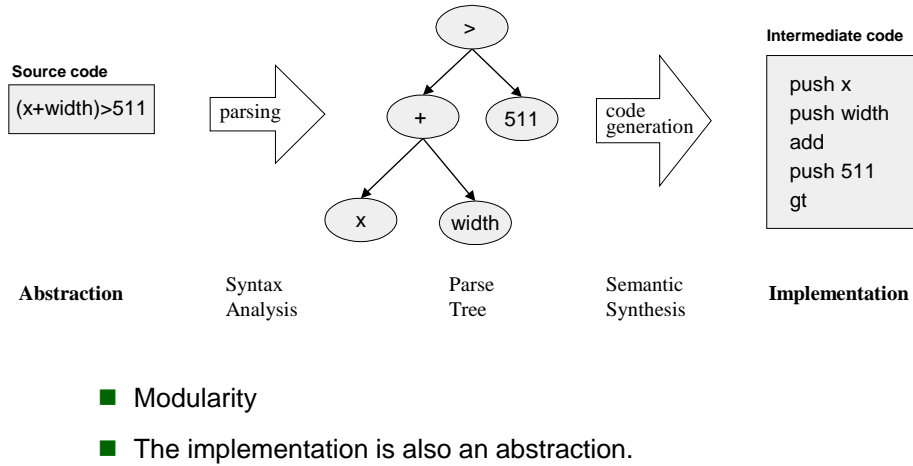 Source code
(x+width)>511
parsing
>
+
511
x
width
code
generation
Intermediate code
push x
push width
add
push 511
gt
Abstraction
Syntax
Analysis
Parse
Tree
Semantic
Synthesis
Implementation
Modularity
The implementation is also an abstraction.